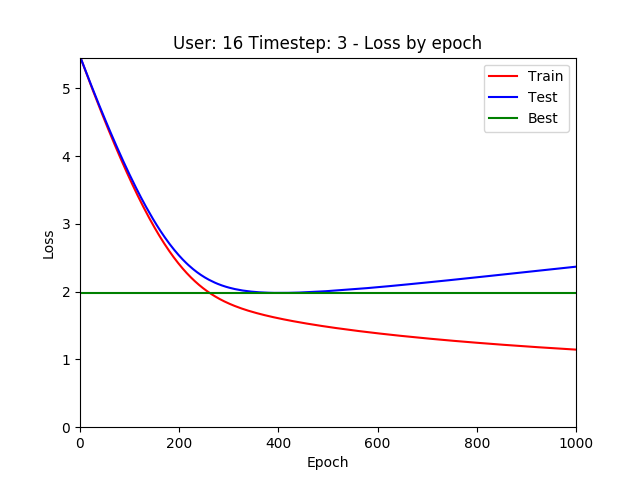 User: 16 Timestep: 3 - Loss by epoch
Train
Test
Best
Loss
5
4
3
2
1
0
0 200 400 600 800 1000
Epoch